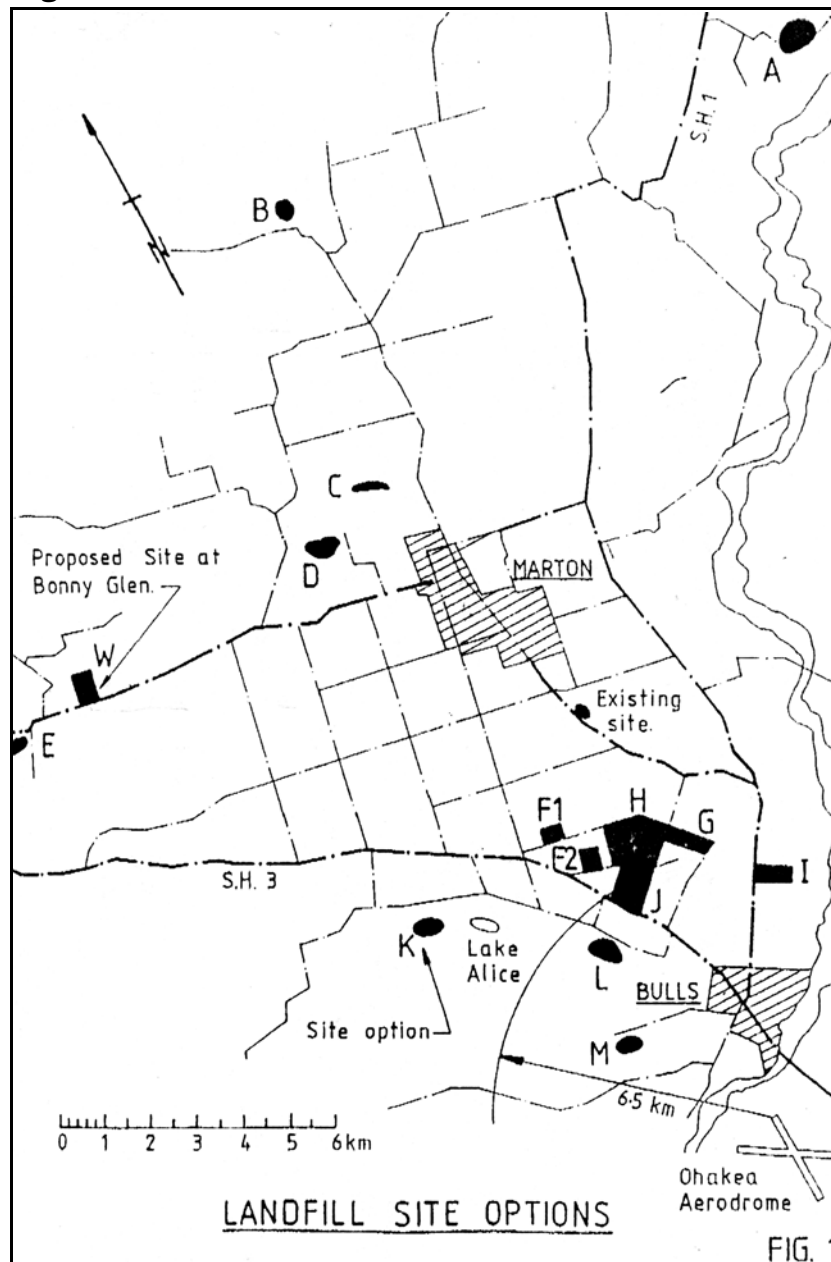 A
S.H.1
N
B
C
Proposed Site at
Bonny Glen.
D
MARTON
W
E
Existing
site.
F1
H
G
F2
I
S.H. 3
J
K
Lake
Alice
L
BULLS
Site option
M
6·5 km
0 1 2 3 4 5 6km
Ohakea
Aerodrome
LANDFILL SITE OPTIONS
FIG.